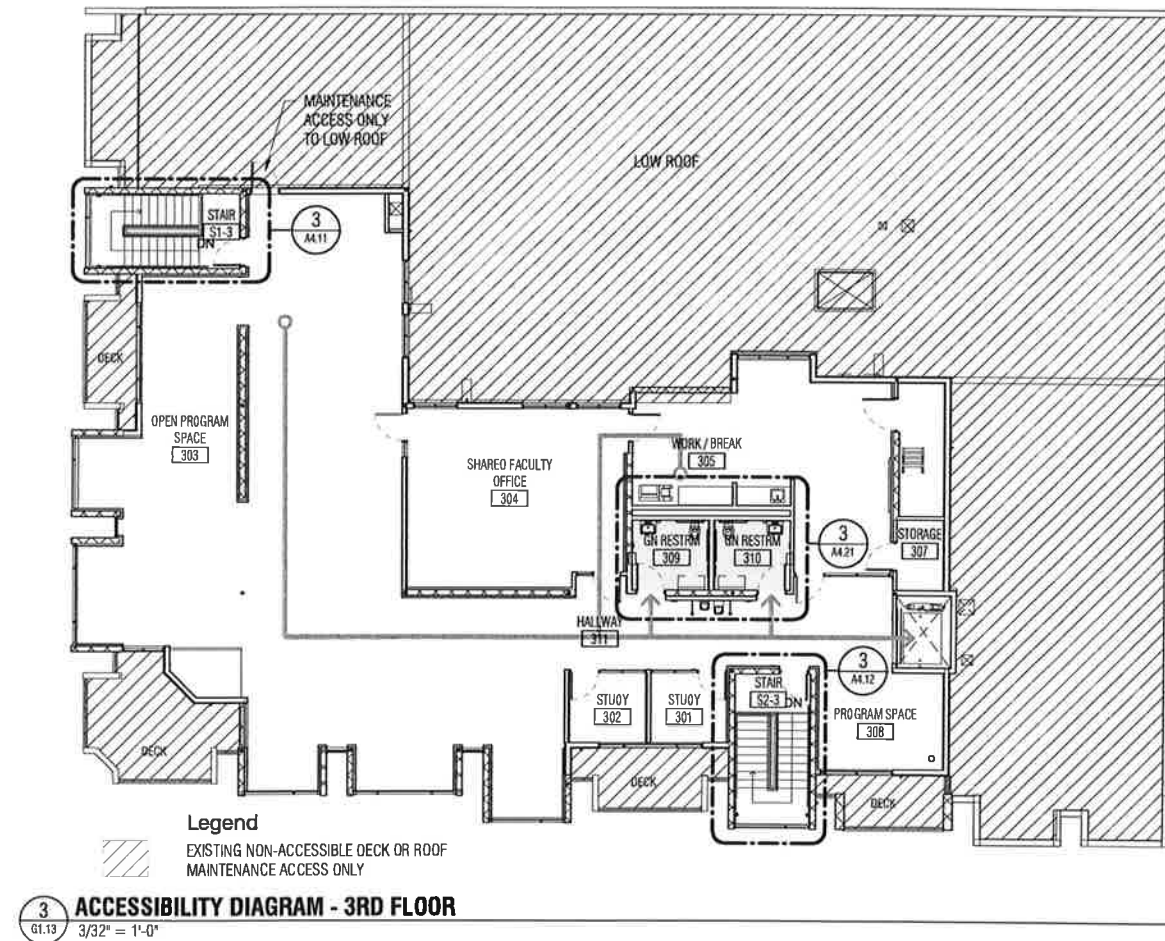 MAINTENANCE
ACCESS ONLY
TO LOW ROOF
LOW ROOF
STAIR
S1-3
DN
3
A4.11
DECK
OPEN PROGRAM
SPACE
303
SHARED FACULTY
OFFICE
304
WORK / BREAK
305
GN RESTRM
309
GN RESTRM
310
3
A4.21
STORAGE
307
HALLWAY
311
STUDY
302
STUDY
301
STAIR
S2-3
DN
3
A4.12
PROGRAM SPACE
308
DECK
DECK
DECK
Legend
EXISTING NON-ACCESSIBLE DECK OR ROOF
MAINTENANCE ACCESS ONLY
3
G1.13
ACCESSIBILITY DIAGRAM - 3RD FLOOR
3/32" = 1'-0"